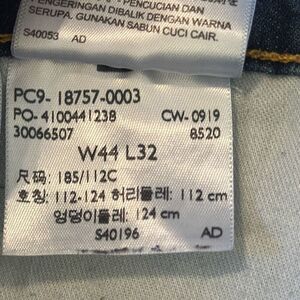 PENCUCIAN DAN
PENGERINGAN DIBALIK DENGAN WARNA
SERUPA. GUNAKAN SABUN CUCI CAIR.
S40053 AD
PC9- 18757-0003
PO- 4100441238 CW-0919
30066507 8520
W44 L32
尺码: 185/112C
호칭: 112-124 허리둘레: 112 cm
엉덩이둘레: 124 cm
S40196 AD